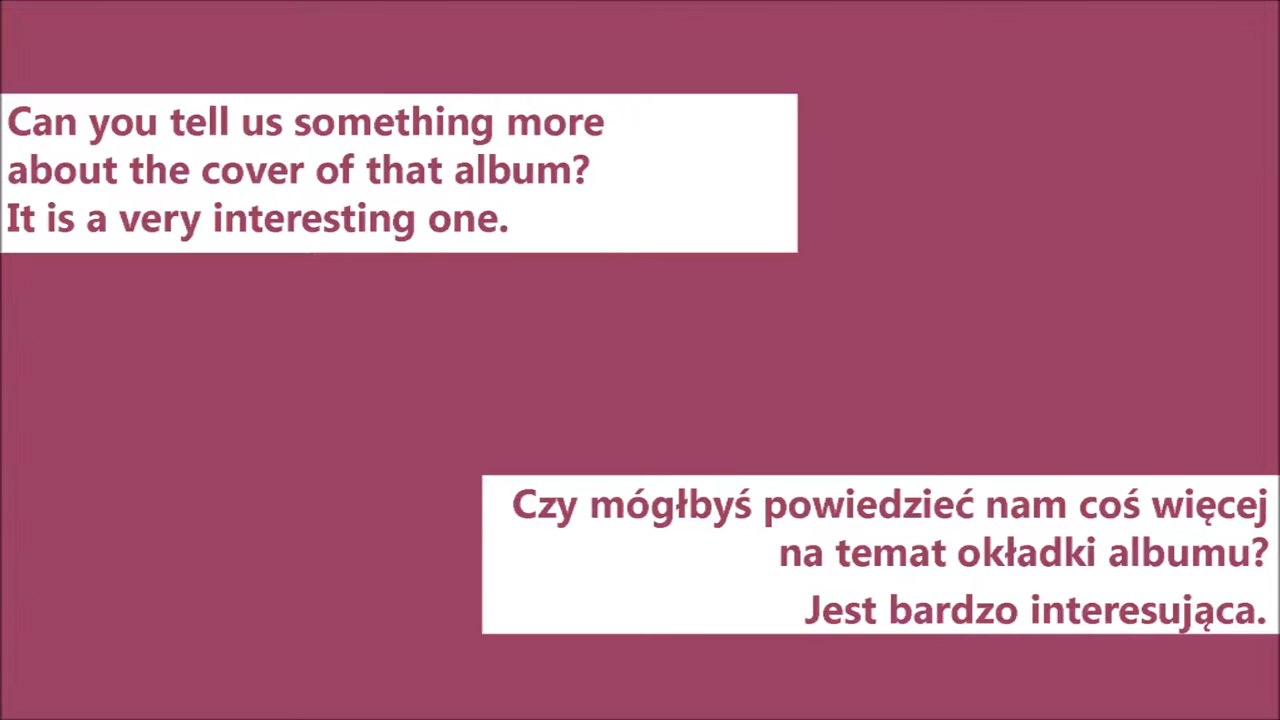 Can you tell us something more
about the cover of that album?
It is a very interesting one.
Czy mógłbyś powiedzieć nam coś więcej
na temat okładki albumu?
Jest bardzo interesująca.